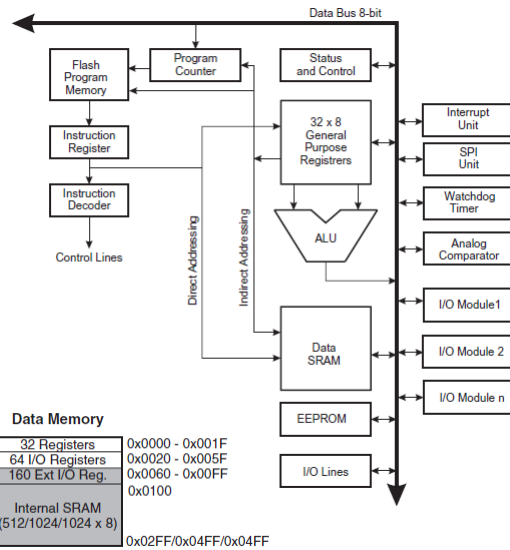 Data Bus 8-bit
Flash
Program
Memory
Program
Counter
Status
and Control
Instruction
Register
32 x 8
General
Purpose
Registrers
Instruction
Decoder
Control Lines
Direct Addressing
Indirect Addressing
ALU
Data
SRAM
EEPROM
I/O Lines
Interrupt
Unit
SPI
Unit
Watchdog
Timer
Analog
Comparator
I/O Module1
I/O Module 2
I/O Module n
Data Memory
32 Registers 0x0000 - 0x001F
64 I/O Registers 0x0020 - 0x005F
160 Ext I/O Reg. 0x0060 - 0x00FF
0x0100
Internal SRAM
(512/1024/1024 x 8)
0x02FF/0x04FF/0x04FF